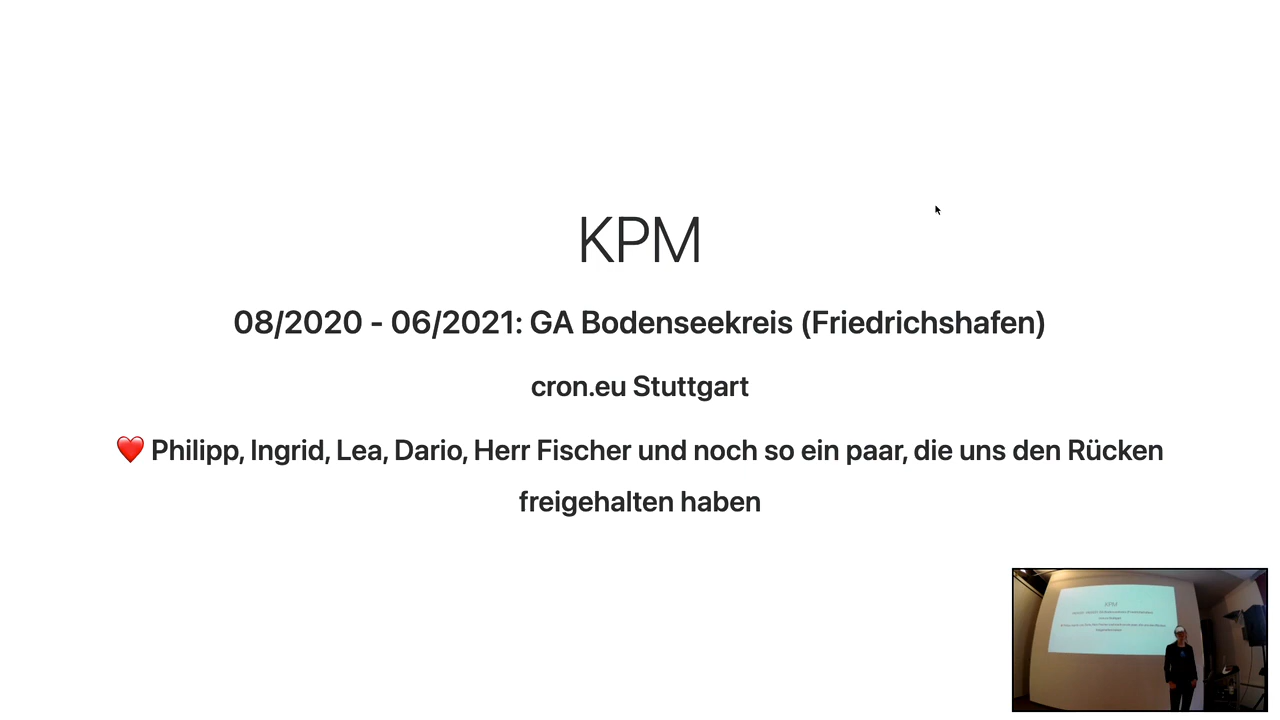 KPM
08/2020 - 06/2021: GA Bodenseekreis (Friedrichshafen)
cron.eu Stuttgart
❤️ Philipp, Ingrid, Lea, Dario, Herr Fischer und noch so ein paar, die uns den Rücken
freigehalten haben